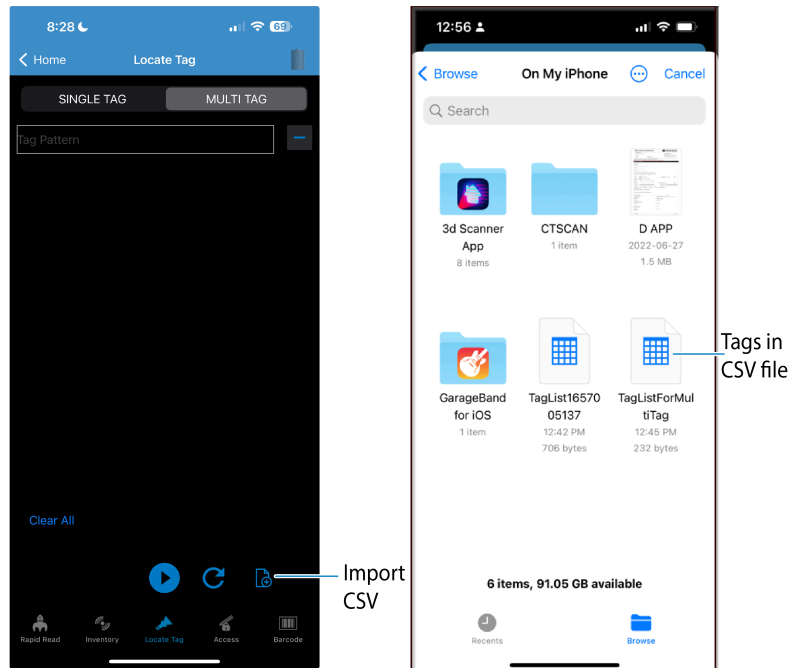 8:28
69
Home
Locate Tag
SINGLE TAG
MULTI TAG
Tag Pattern
Clear All
Rapid Read
Inventory
Locate Tag
Access
Barcode
Import
CSV
12:56
Browse
On My iPhone
Cancel
Search
3d Scanner
App
8 items
CTSCAN
1 item
D APP
2022-06-27
1.5 MB
GarageBand
for iOS
1 item
TagList16570
05137
12:42 PM
706 bytes
TagListForMul
tiTag
12:45 PM
232 bytes
Tags in
CSV file
6 items, 91.05 GB available
Recents
Browse